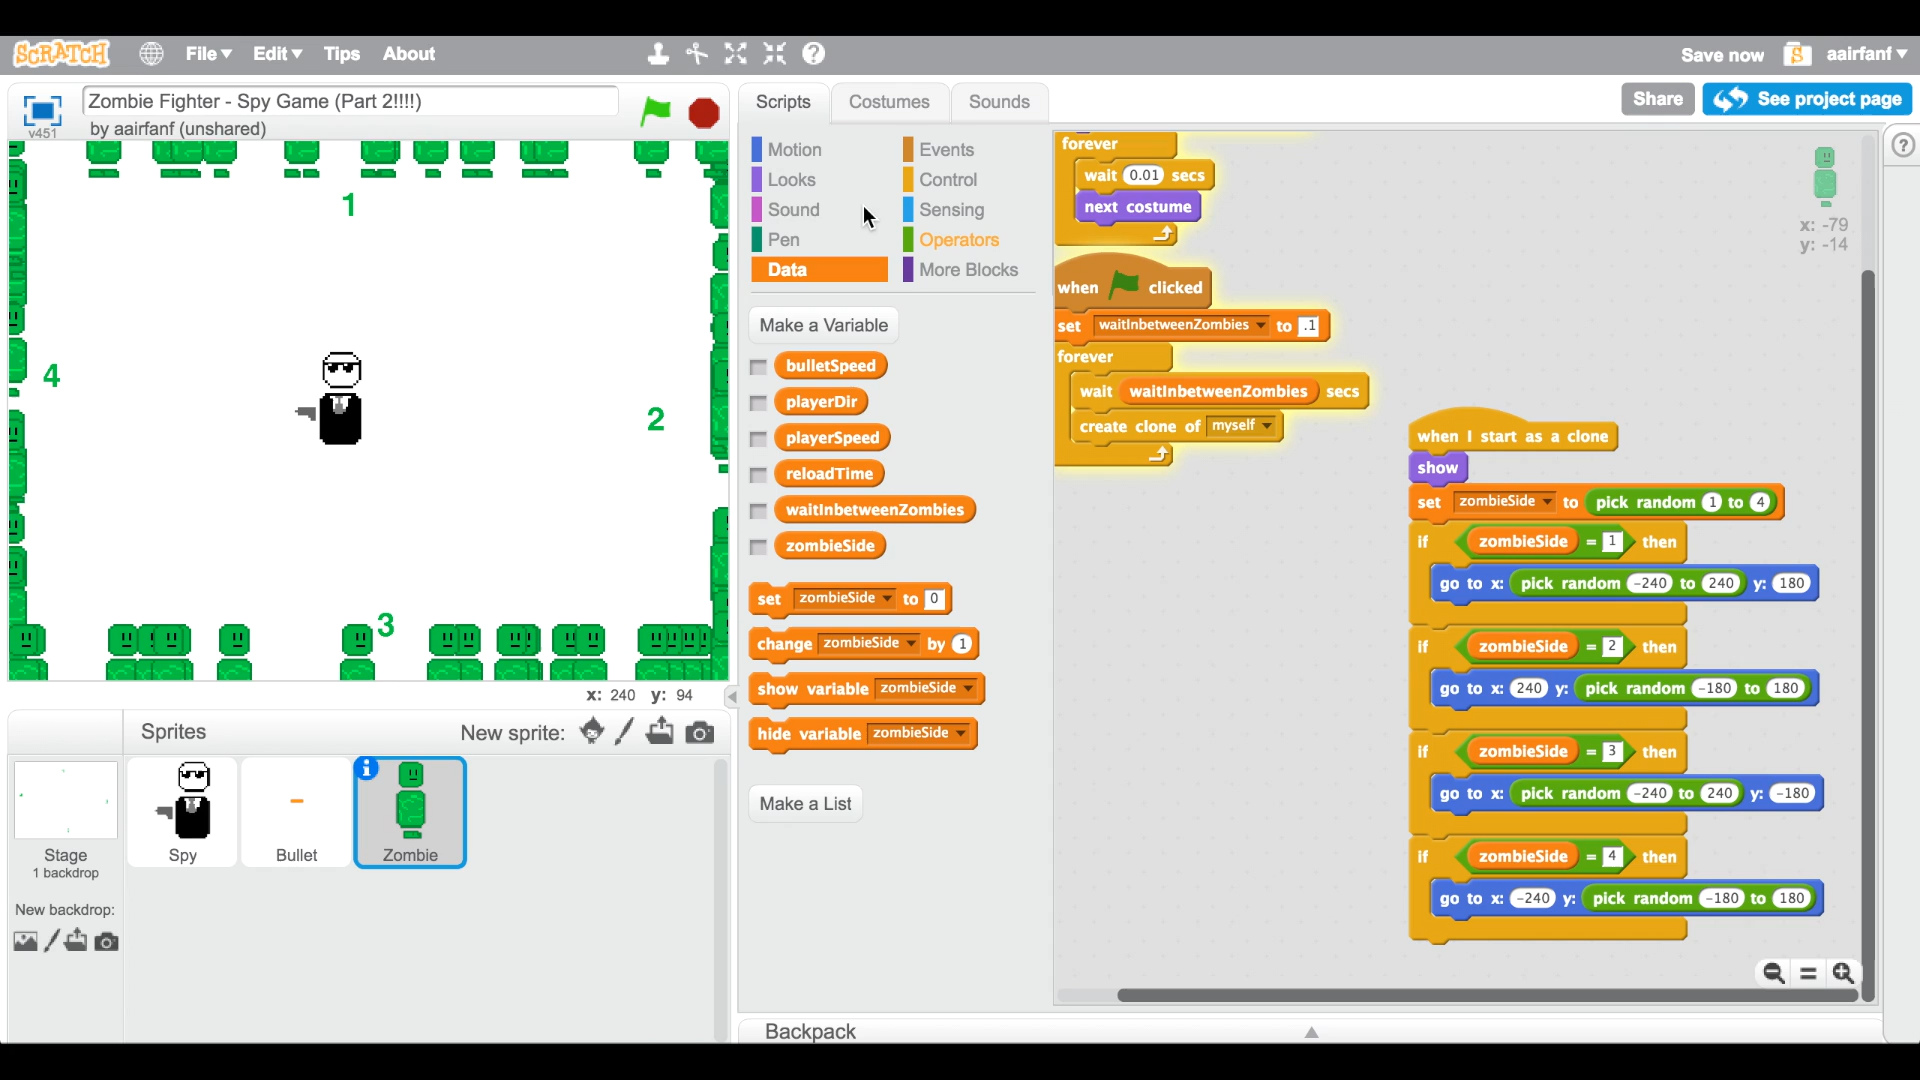 SCRATCH File Edit Tips About Save now S aairfanf
v451
Zombie Fighter - Spy Game (Part 2!!!!)
by aairfanf (unshared)
1
4
2
3
x: 240 y: 94
Sprites New sprite:
Stage
1 backdrop
New backdrop:
Spy
Bullet
i
Zombie
Scripts Costumes Sounds
Share See project page
Motion Events
Looks Control
Sound Sensing
Pen Operators
Data More Blocks
Make a Variable
bulletSpeed
playerDir
playerSpeed
reloadTime
waitInbetweenZombies
zombieSide
set zombieSide to 0
change zombieSide by 1
show variable zombieSide
hide variable zombieSide
Make a List
forever
wait 0.01 secs
next costume
when clicked
set waitInbetweenZombies to .1
forever
wait waitInbetweenZombies secs
create clone of myself
x: -79
y: -14
when I start as a clone
show
set zombieSide to pick random 1 to 4
if zombieSide = 1 then
go to x: pick random -240 to 240 y: 180
if zombieSide = 2 then
go to x: 240 y: pick random -180 to 180
if zombieSide = 3 then
go to x: pick random -240 to 240 y: -180
if zombieSide = 4 then
go to x: -240 y: pick random -180 to 180
=
?
Backpack